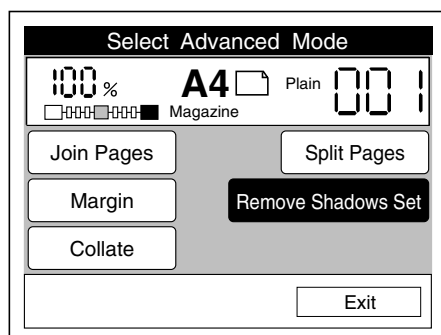 Select Advanced Mode
100 % A4 Plain 001
Magazine
Join Pages Split Pages
Margin Remove Shadows Set
Collate
Exit